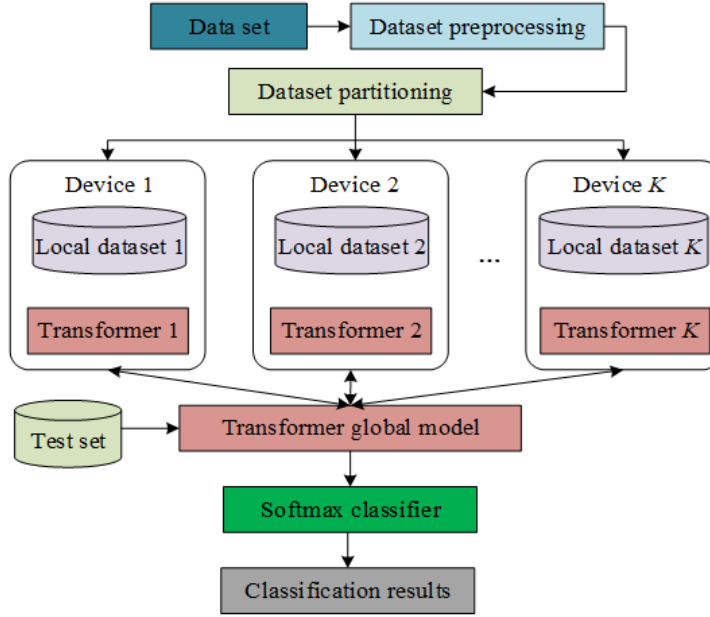 Data set
Dataset preprocessing
Dataset partitioning
Device 1
Device 2
Device K
Local dataset 1
Local dataset 2
Local dataset K
...
Transformer 1
Transformer 2
Transformer K
Test set
Transformer global model
Softmax classifier
Classification results